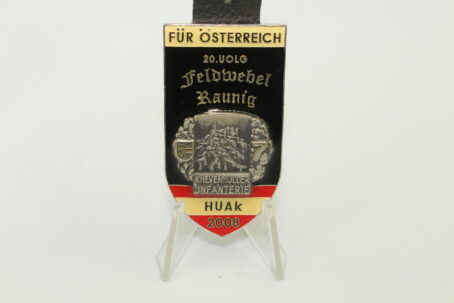 FÜR ÖSTERREICH
20.UOLG
Feldwebel
Raunig
KHEVENHÜLLER
INFANTERIE
HUAk
2008